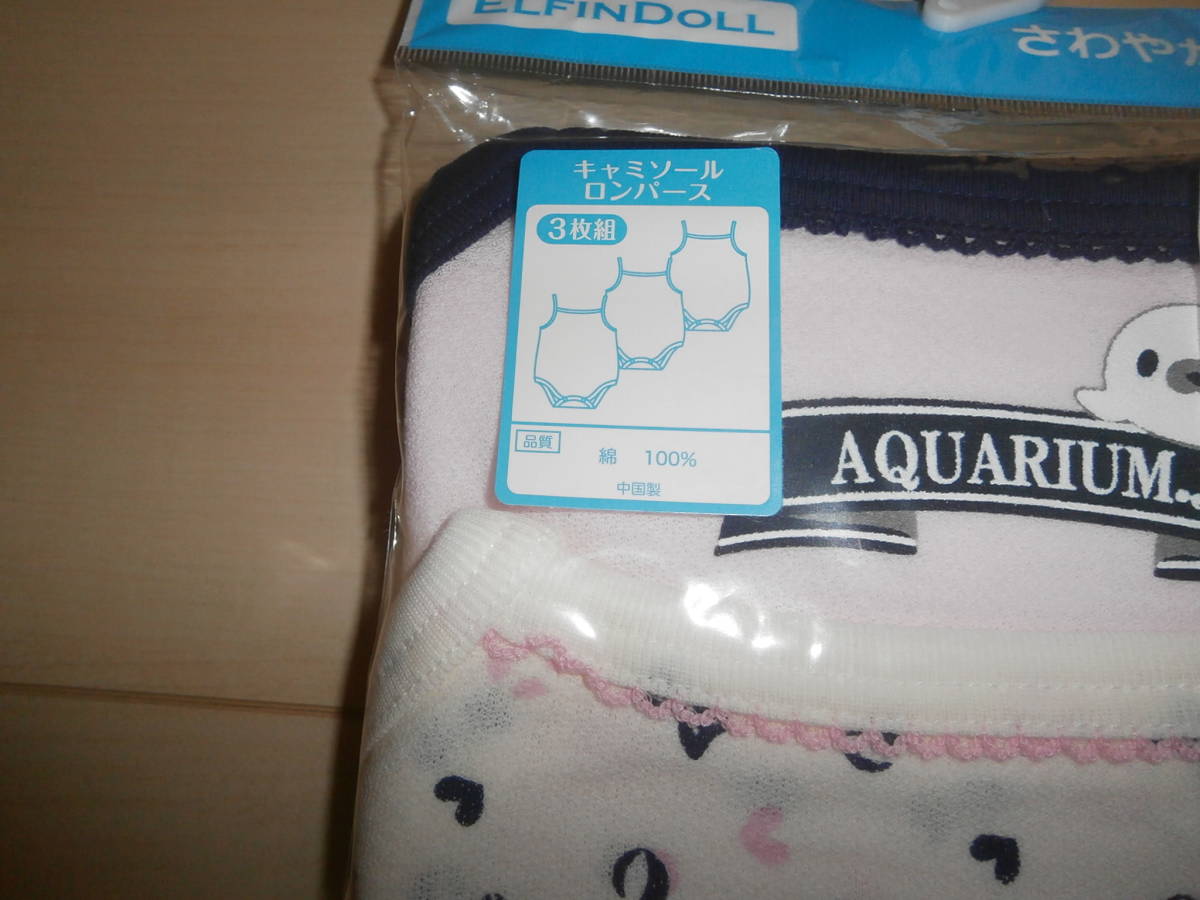 ELFINDOLL
さわやか
キャミソール
ロンパース
3枚組
品質
綿 100%
中国製
AQUARIUM.